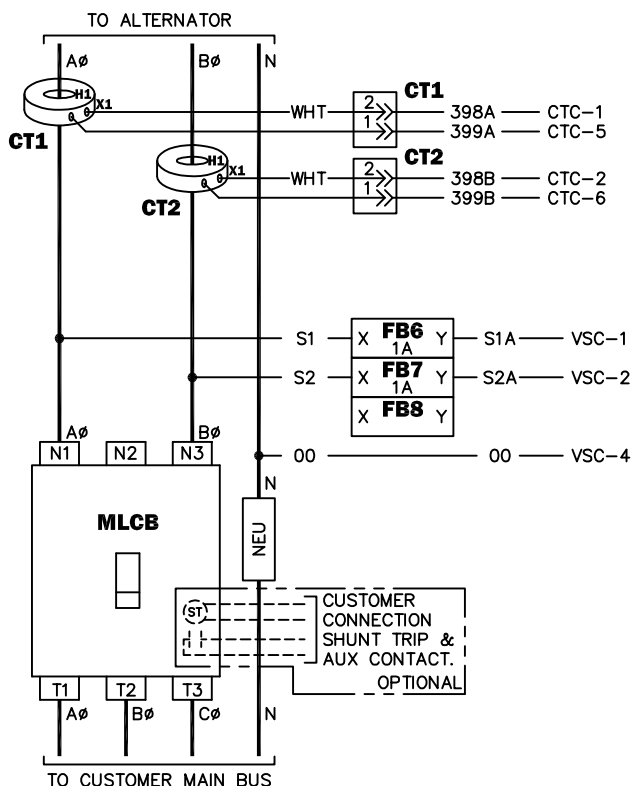 TO ALTERNATOR
AØ BØ N
H1
X1
CT1
WHT 2 398A CTC-1
1 399A CTC-5
CT1
H1
X1
CT2
WHT 2 398B CTC-2
1 399B CTC-6
CT2
S1 X FB6 Y S1A VSC-1
1A
S2 X FB7 Y S2A VSC-2
1A
X FB8 Y
AØ BØ
N1 N2 N3
00 00 VSC-4
N
MLCB
NEU
ST
CUSTOMER
CONNECTION
SHUNT TRIP &
AUX CONTACT.
OPTIONAL
T1 T2 T3
AØ BØ CØ N
TO CUSTOMER MAIN BUS